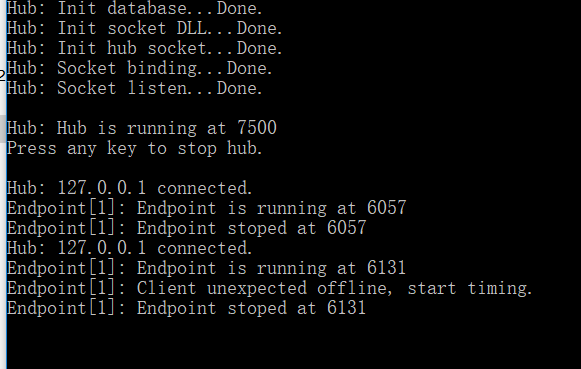 Hub: Init database...Done.
Hub: Init socket DLL...Done.
Hub: Init hub socket...Done.
Hub: Socket binding...Done.
Hub: Socket listen...Done.
Hub: Hub is running at 7500
Press any key to stop hub.
Hub: 127.0.0.1 connected.
Endpoint[1]: Endpoint is running at 6057
Endpoint[1]: Endpoint stoped at 6057
Hub: 127.0.0.1 connected.
Endpoint[1]: Endpoint is running at 6131
Endpoint[1]: Client unexpected offline, start timing.
Endpoint[1]: Endpoint stoped at 6131